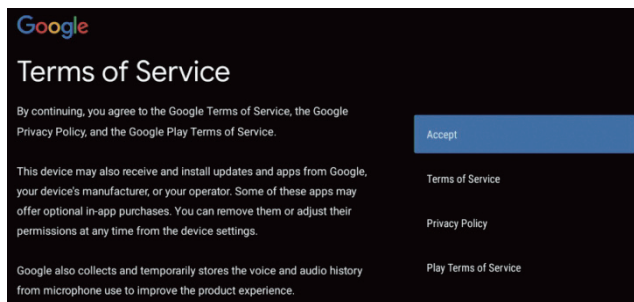 Google
Terms of Service
By continuing, you agree to the Google Terms of Service, the Google
Privacy Policy, and the Google Play Terms of Service.
This device may also receive and install updates and apps from Google,
your device's manufacturer, or your operator. Some of these apps may
offer optional in-app purchases. You can remove them or adjust their
permissions at any time from the device settings.
Google also collects and temporarily stores the voice and audio history
from microphone use to improve the product experience.
Accept
Terms of Service
Privacy Policy
Play Terms of Service